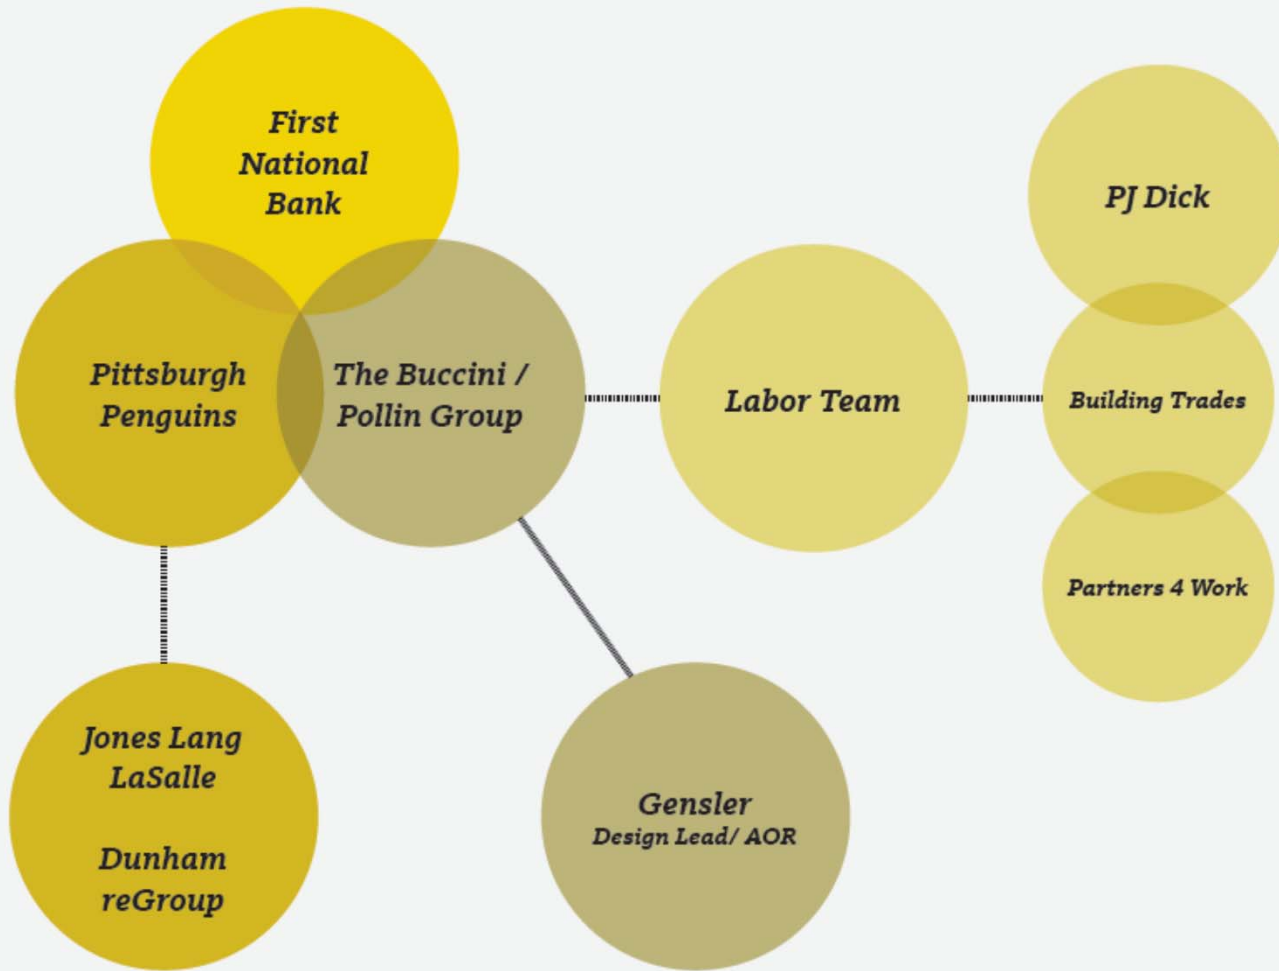 First
National
Bank
Pittsburgh
Penguins
The Buccini /
Pollin Group
Labor Team
PJ Dick
Building Trades
Partners 4 Work
Jones Lang
LaSalle
Dunham
reGroup
Gensler
Design Lead/ AOR